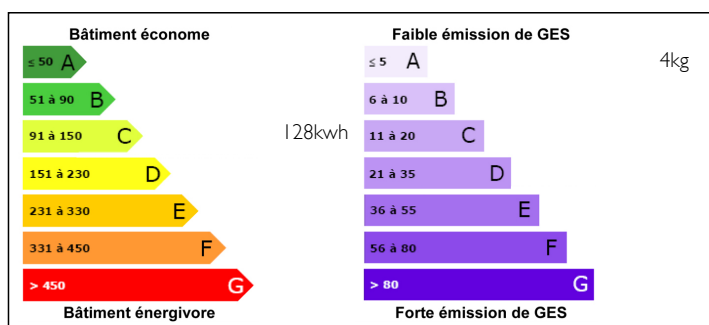 Bâtiment économe
≤ 50 A
51 à 90 B
91 à 150 C
128kwh
151 à 230 D
231 à 330 E
331 à 450 F
> 450 G
Bâtiment énergivore
Faible émission de GES
≤ 5 A
4kg
6 à 10 B
11 à 20 C
21 à 35 D
36 à 55 E
56 à 80 F
> 80 G
Forte émission de GES